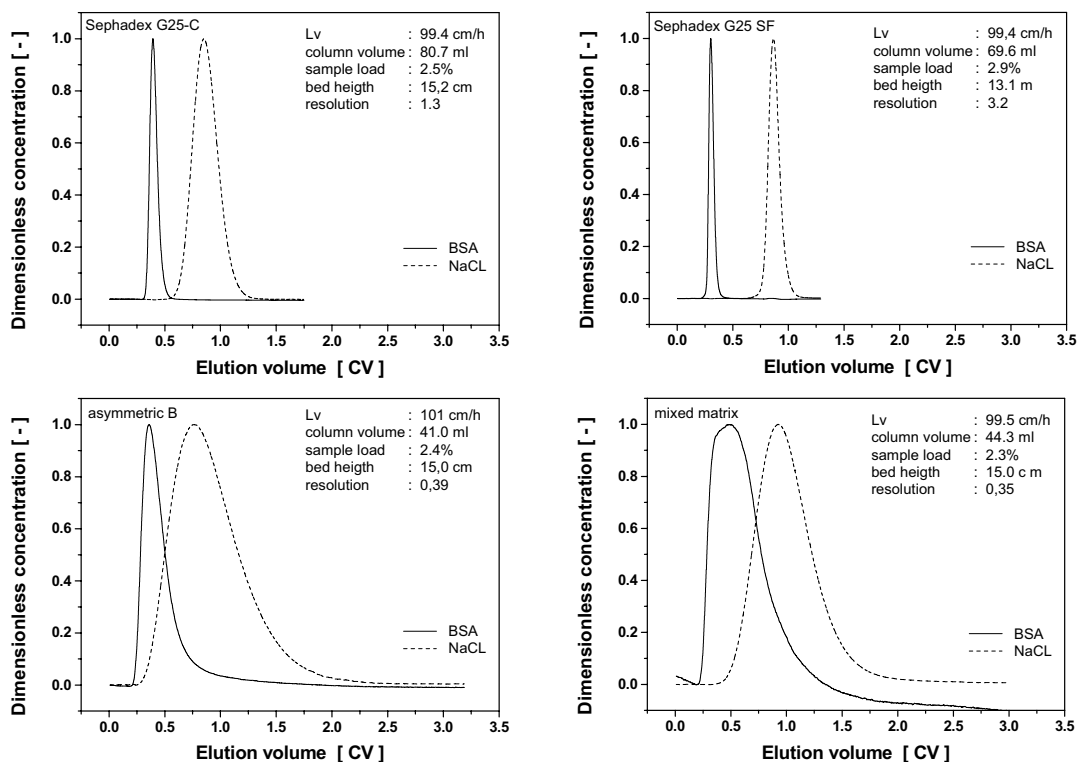 Sephadex G25-C
Lv : 99.4 cm/h
column volume : 80.7 ml
sample load : 2.5%
bed heigth : 15,2 cm
resolution : 1.3
1.0
0.8
0.6
0.4
0.2
0.0
Dimensionless concentration [ - ]
BSA
NaCL
0.0 0.5 1.0 1.5 2.0 2.5 3.0 3.5
Elution volume [ CV ]
Sephadex G25 SF
Lv : 99,4 cm/h
column volume : 69.6 ml
sample load : 2.9%
bed heigth : 13.1 m
resolution : 3.2
1.0
0.8
0.6
0.4
0.2
0.0
Dimensionless concentration [ - ]
BSA
NaCL
0.0 0.5 1.0 1.5 2.0 2.5 3.0 3.5
Elution volume [ CV ]
asymmetric B
Lv : 101 cm/h
column volume : 41.0 ml
sample load : 2.4%
bed heigth : 15,0 cm
resolution : 0,39
1.0
0.8
0.6
0.4
0.2
0.0
Dimensionless concentration [ - ]
BSA
NaCL
0.0 0.5 1.0 1.5 2.0 2.5 3.0 3.5
Elution volume [ CV ]
mixed matrix
Lv : 99.5 cm/h
column volume : 44.3 ml
sample load : 2.3%
bed heigth : 15.0 c m
resolution : 0,35
1.0
0.8
0.6
0.4
0.2
0.0
Dimensionless concentration [ - ]
BSA
NaCL
0.0 0.5 1.0 1.5 2.0 2.5 3.0 3.5
Elution volume [ CV ]